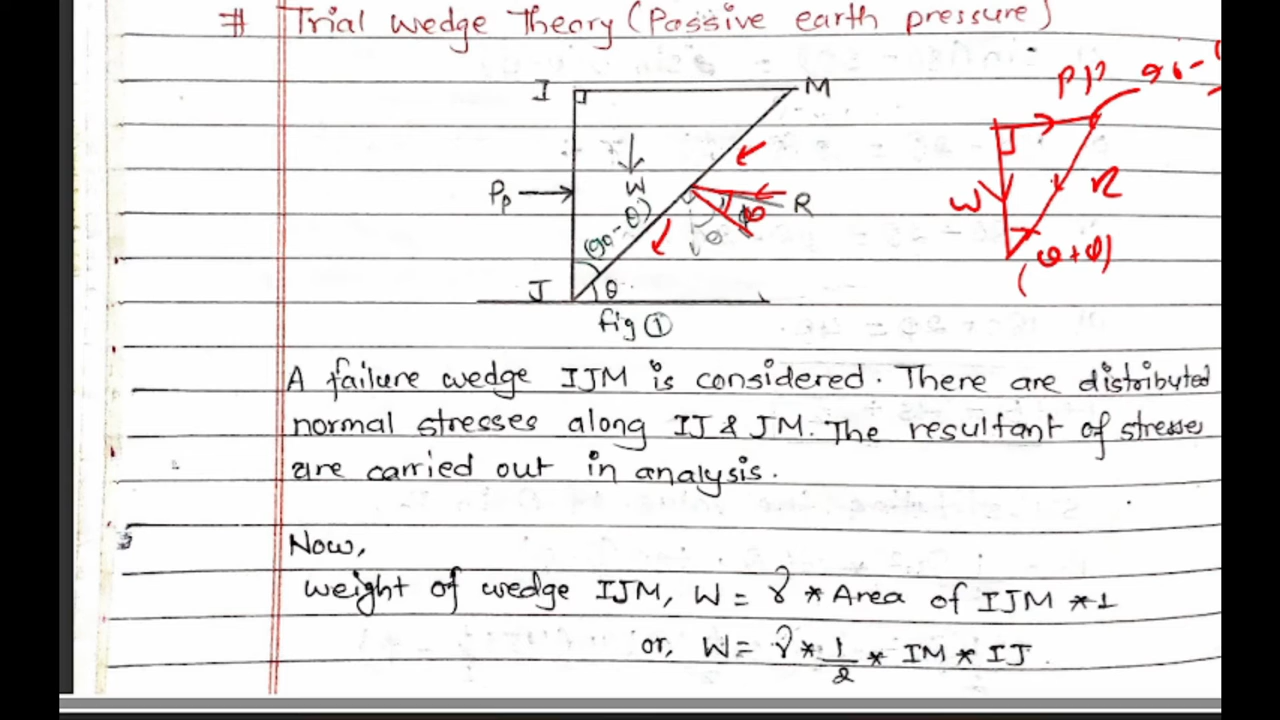 # Trial wedge Theory (Passive earth pressure)
I
M
Pp
90-
W
Pp
R
R
W
φ
(90-θ)
θ
(θ+φ)
J
θ
fig ①
A failure wedge IJM is considered. There are distributed
normal stresses along IJ & JM. The resultant of stresses
are carried out in analysis.
Now,
weight of wedge IJM, W = γ * Area of IJM * 1
or, W = γ * 1/2 * IM * IJ